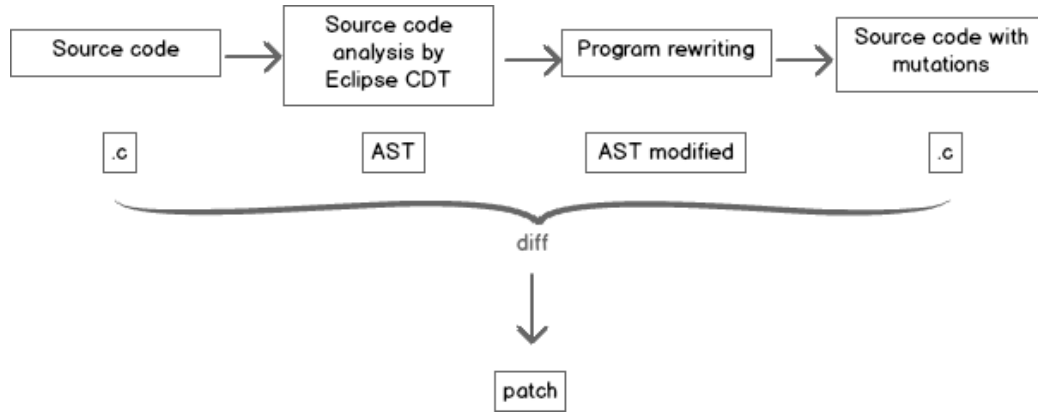 Source code
Source code
analysis by
Eclipse CDT
Program rewriting
Source code with
mutations
.c
AST
AST modified
.c
diff
patch